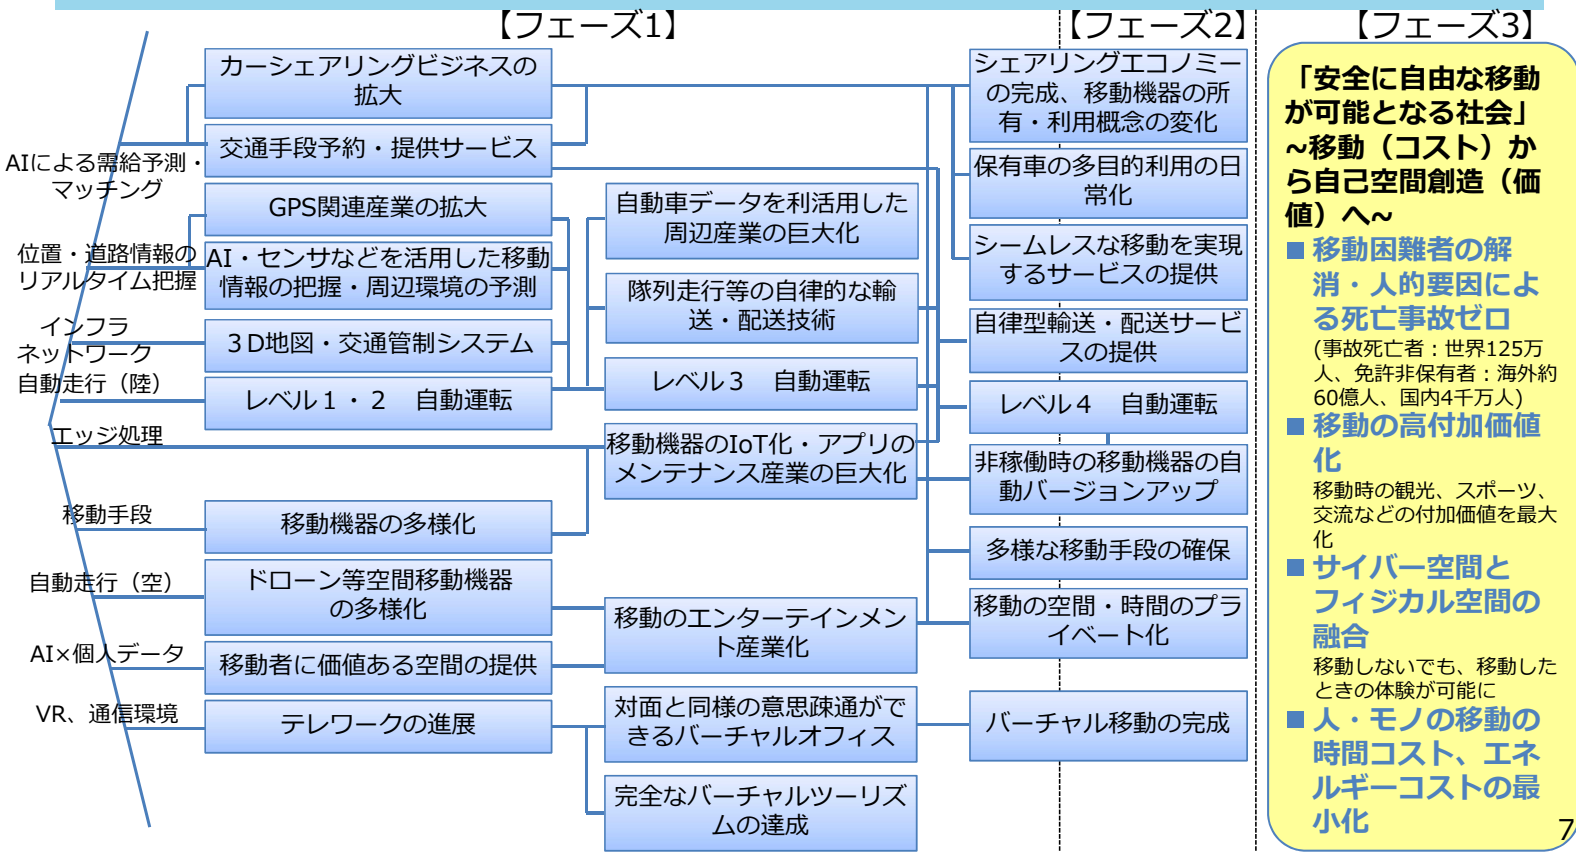 【フェーズ1】
【フェーズ2】
【フェーズ3】
AIによる需給予測・
マッチング
位置・道路情報の
リアルタイム把握
インフラ
ネットワーク
自動走行（陸）
エッジ処理
移動手段
自動走行（空）
AI×個人データ
VR、通信環境
カーシェアリングビジネスの
拡大
交通手段予約・提供サービス
GPS関連産業の拡大
AI・センサなどを活用した移動
情報の把握・周辺環境の予測
３D地図・交通管制システム
レベル１・２　自動運転
移動機器の多様化
ドローン等空間移動機器
の多様化
移動者に価値ある空間の提供
テレワークの進展
自動車データを利活用した
周辺産業の巨大化
隊列走行等の自律的な輸
送・配送技術
レベル３　自動運転
移動機器のIoT化・アプリの
メンテナンス産業の巨大化
移動のエンターテインメン
ト産業化
対面と同様の意思疎通がで
きるバーチャルオフィス
完全なバーチャルツーリズ
ムの達成
シェアリングエコノミー
の完成、移動機器の所
有・利用概念の変化
保有車の多目的利用の日
常化
シームレスな移動を実現
するサービスの提供
自律型輸送・配送サービ
スの提供
レベル４　自動運転
非稼働時の移動機器の自
動バージョンアップ
多様な移動手段の確保
移動の空間・時間のプラ
イベート化
バーチャル移動の完成
「安全に自由な移動
が可能となる社会」
~移動（コスト）か
ら自己空間創造（価
値）へ~
■ 移動困難者の解
消・人的要因によ
る死亡事故ゼロ
(事故死亡者：世界125万
人、免許非保有者：海外約
60億人、国内4千万人)
■ 移動の高付加価値
化
移動時の観光、スポーツ、
交流などの付加価値を最大
化
■ サイバー空間と
フィジカル空間の
融合
移動しないでも、移動した
ときの体験が可能に
■ 人・モノの移動の
時間コスト、エネ
ルギーコストの最
小化
7